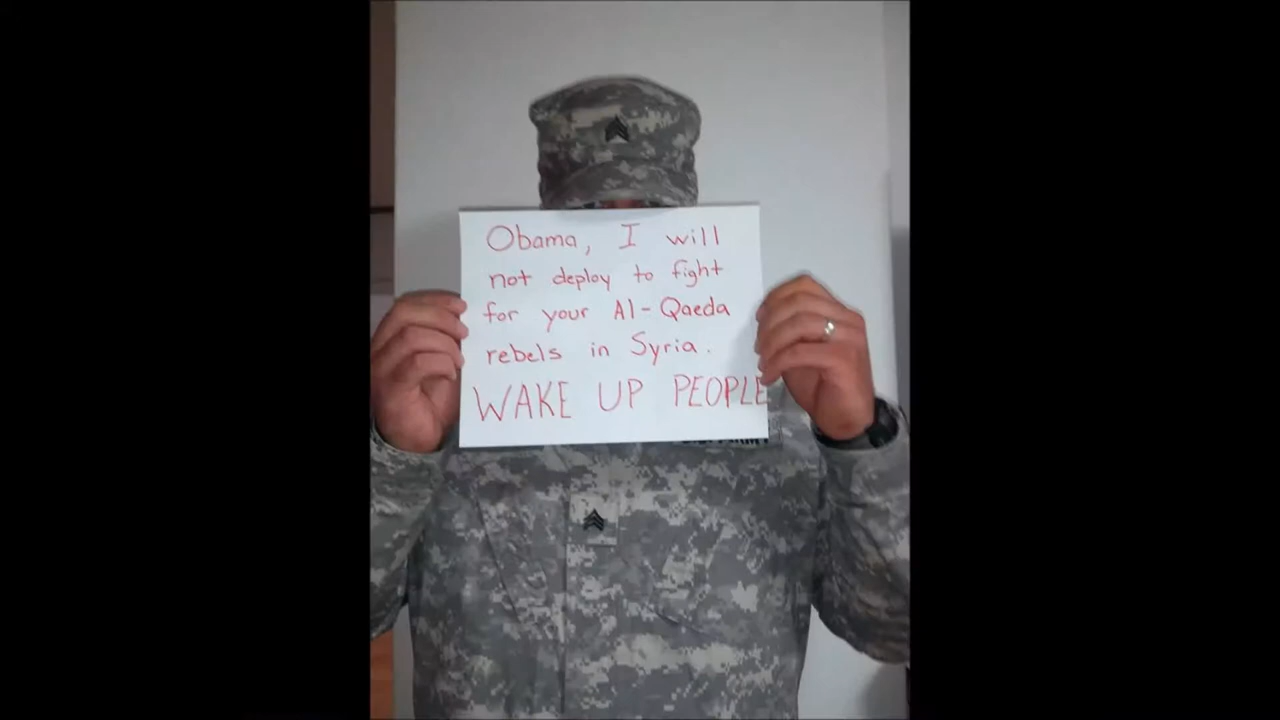 Obama, I will
not deploy to fight
for your Al-Qaeda
rebels in Syria.
WAKE UP PEOPLE